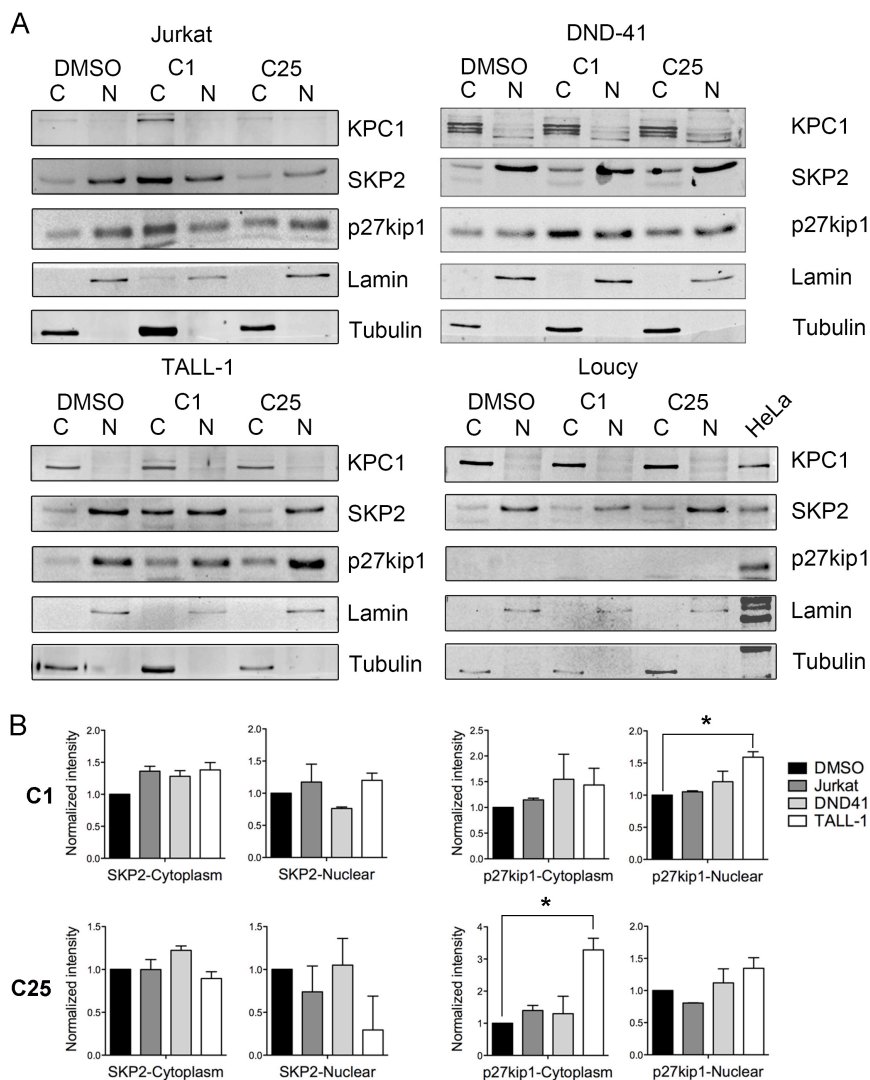 A
Jurkat
DMSO C1 C25
C N C N C N
KPC1
SKP2
p27kip1
Lamin
Tubulin
DND-41
DMSO C1 C25
C N C N C N
KPC1
SKP2
p27kip1
Lamin
Tubulin
TALL-1
DMSO C1 C25
C N C N C N
KPC1
SKP2
p27kip1
Lamin
Tubulin
Loucy
DMSO C1 C25
C N C N C N HeLa
KPC1
SKP2
p27kip1
Lamin
Tubulin
B
C1
Normalized intensity
2.0
1.5
1.0
0.5
0.0
SKP2-Cytoplasm
Normalized intensity
2.0
1.5
1.0
0.5
0.0
SKP2-Nuclear
Normalized intensity
2.5
2.0
1.5
1.0
0.5
0.0
p27kip1-Cytoplasm
Normalized intensity
2.0
1.5
1.0
0.5
0.0
*
p27kip1-Nuclear
DMSO
Jurkat
DND41
TALL-1
C25
Normalized intensity
1.5
1.0
0.5
0.0
SKP2-Cytoplasm
Normalized intensity
1.5
1.0
0.5
0.0
SKP2-Nuclear
Normalized intensity
4
3
2
1
0
*
p27kip1-Cytoplasm
Normalized intensity
2.0
1.5
1.0
0.5
0.0
p27kip1-Nuclear